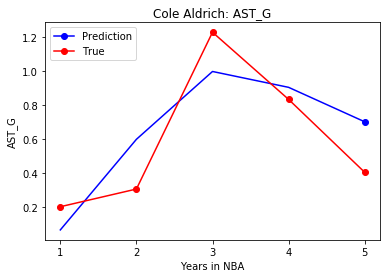 Cole Aldrich: AST_G
Prediction
True
AST_G
1.2
1.0
0.8
0.6
0.4
0.2
1 2 3 4 5
Years in NBA